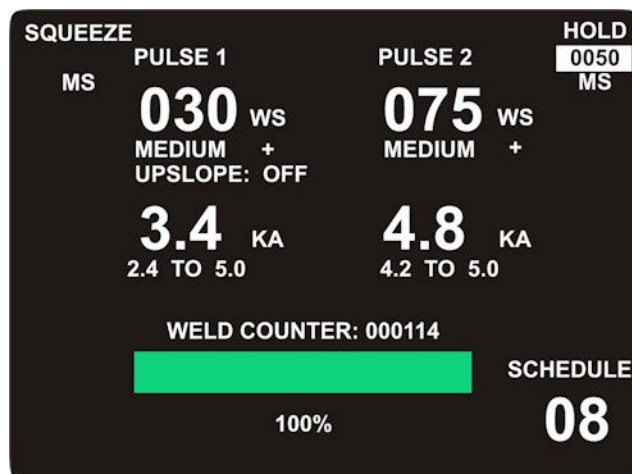 SQUEEZE HOLD
PULSE 1 PULSE 2 0050
MS MS
030 WS 075 WS
MEDIUM + MEDIUM +
UPSLOPE: OFF
3.4 KA 4.8 KA
2.4 TO 5.0 4.2 TO 5.0
WELD COUNTER: 000114
SCHEDULE
100% 08